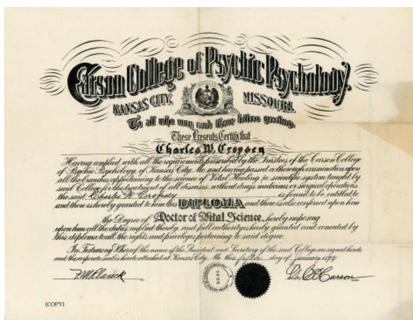 Carson College of Psychic Psychology.
KANSAS CITY, MISSOURI.
To all who may read these letters greeting.
These Presents Certify that
Charles W. Cropsey
Having complied with all the requirements prescribed by the Trustees of the Carson College
of Psychic Psychology, of Kansas City, Mo. and having passed a thorough examination upon
all the branches appertaining to the science of Vital Healing a scientific system taught by
said College for the treatment of all diseases, without drugs medicines or surgical operations
the said Charles W. Cropsey is found to be entitled to
and there is hereby granted to him this DIPLOMA and there is also conferred upon him
the Degree of Doctor of Vital Science, hereby imposing
upon him all the duties implied thereby, and full authority is hereby granted and conceded by
this diploma to all the rights and privileges pertaining to said degree.
In Testimony Whereof the names of the President and Secretary of the said College are signed hereto
and the corporate seal is hereto attached at Kansas City, Mo. this day of January
Carson
(COPY)